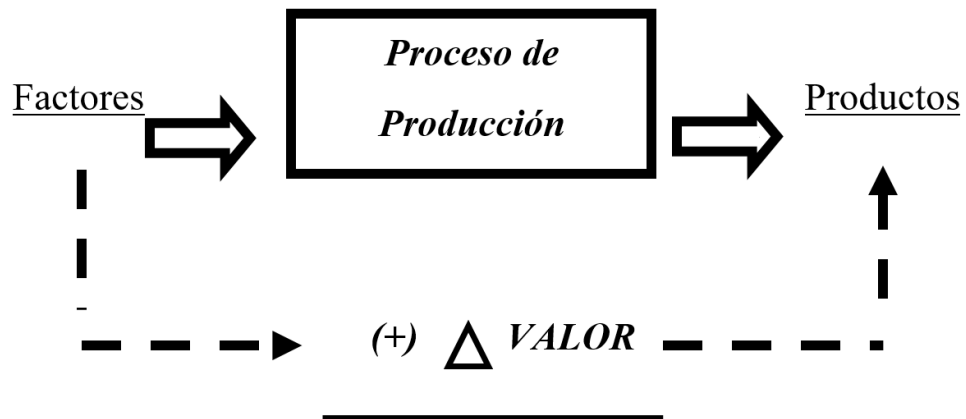 Proceso de
Factores
Productos
Producción
(+) △ VALOR